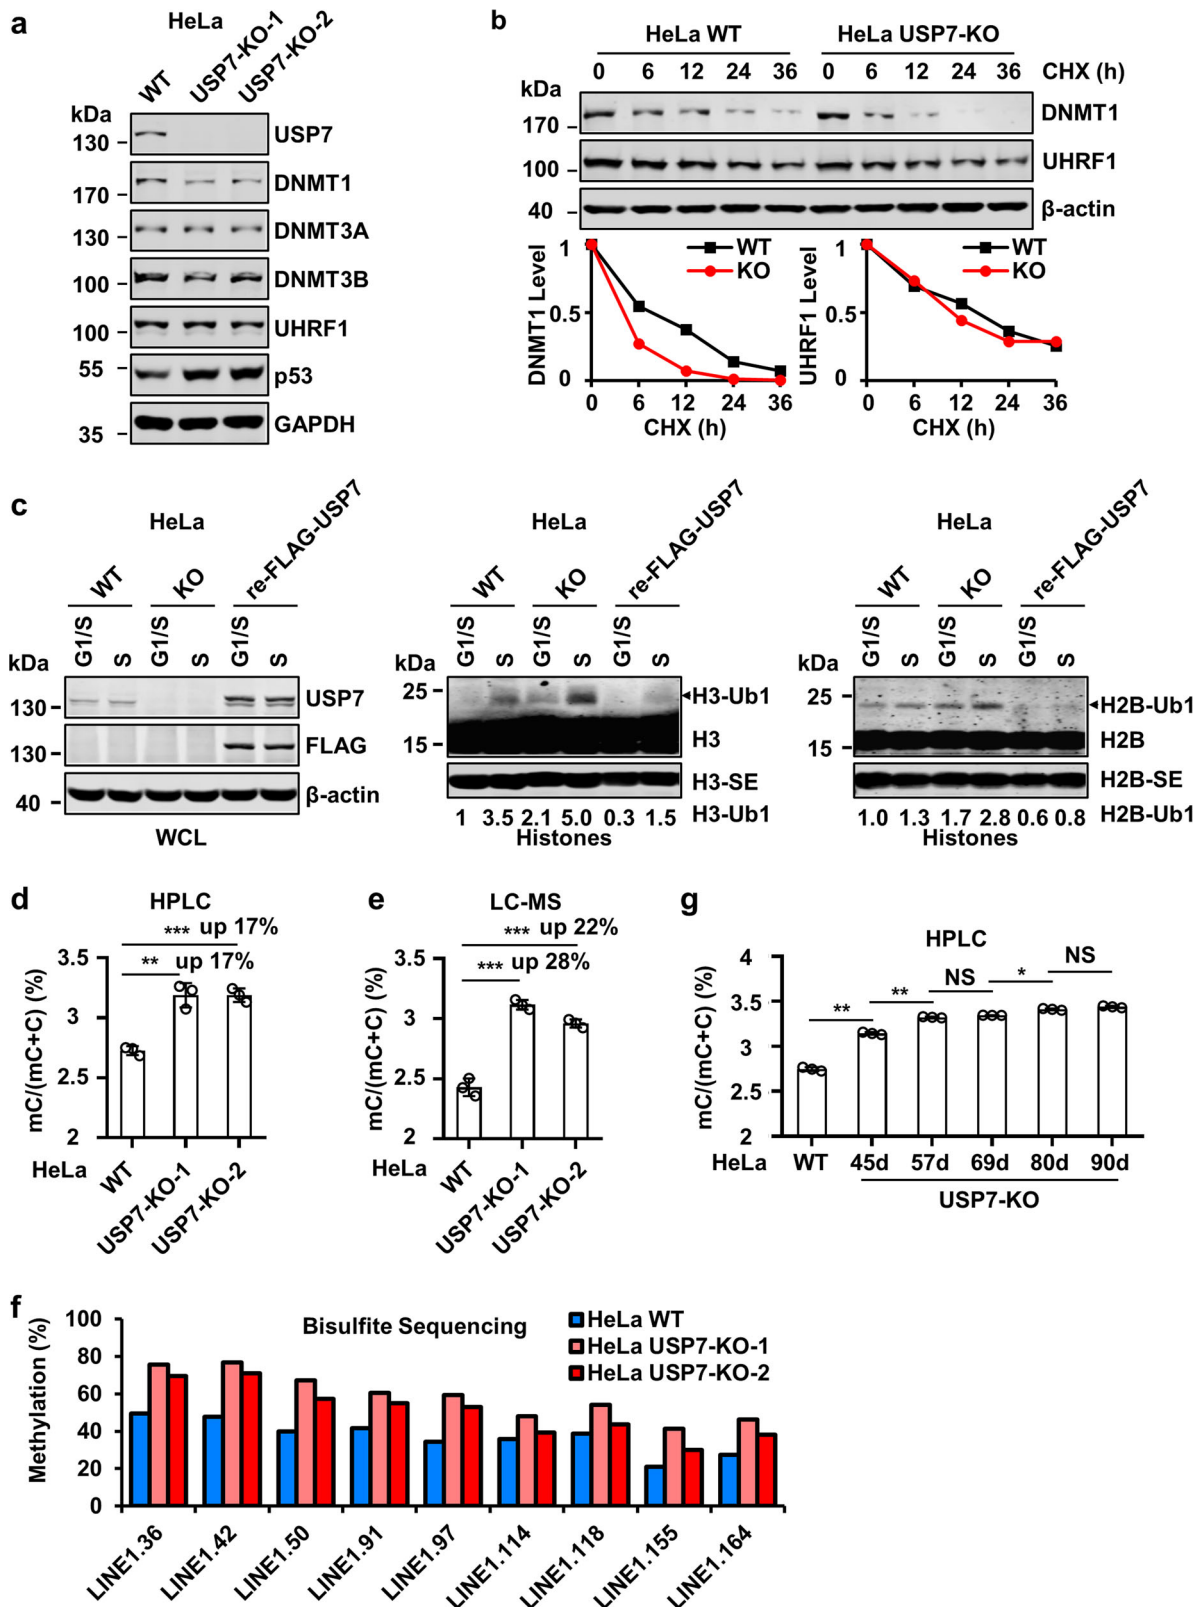 a
HeLa
WT
USP7-KO-1
USP7-KO-2
kDa
130
USP7
170
DNMT1
130
DNMT3A
100
DNMT3B
100
UHRF1
55
p53
35
GAPDH
b
HeLa WT HeLa USP7-KO
0 6 12 24 36 0 6 12 24 36 CHX (h)
kDa
170
DNMT1
100
UHRF1
40
β-actin
DNMT1 Level
1
0.5
0
WT
KO
0 6 12 24 36
CHX (h)
UHRF1 Level
1
0.5
0
WT
KO
0 6 12 24 36
CHX (h)
c
HeLa
WT KO re-FLAG-USP7
G1/S S G1/S S G1/S S
kDa
130
USP7
130
FLAG
40
β-actin
WCL
HeLa
WT KO re-FLAG-USP7
G1/S S G1/S S G1/S S
kDa
25
H3-Ub1
15
H3
H3-SE
1 3.5 2.1 5.0 0.3 1.5 H3-Ub1
Histones
HeLa
WT KO re-FLAG-USP7
G1/S S G1/S S G1/S S
kDa
25
H2B-Ub1
15
H2B
H2B-SE
1.0 1.3 1.7 2.8 0.6 0.8 H2B-Ub1
Histones
d
HPLC
*** up 17%
** up 17%
mC/(mC+C) (%)
3.5
3
2.5
2
HeLa
WT
USP7-KO-1
USP7-KO-2
e
LC-MS
*** up 22%
*** up 28%
mC/(mC+C) (%)
3.5
3
2.5
2
HeLa
WT
USP7-KO-1
USP7-KO-2
g
HPLC
** ** NS * NS
mC/(mC+C) (%)
4
3.5
3
2.5
2
HeLa WT 45d 57d 69d 80d 90d
USP7-KO
f
Bisulfite Sequencing
HeLa WT
HeLa USP7-KO-1
HeLa USP7-KO-2
Methylation (%)
100
80
60
40
20
0
LINE1.36
LINE1.42
LINE1.50
LINE1.91
LINE1.97
LINE1.114
LINE1.118
LINE1.155
LINE1.164